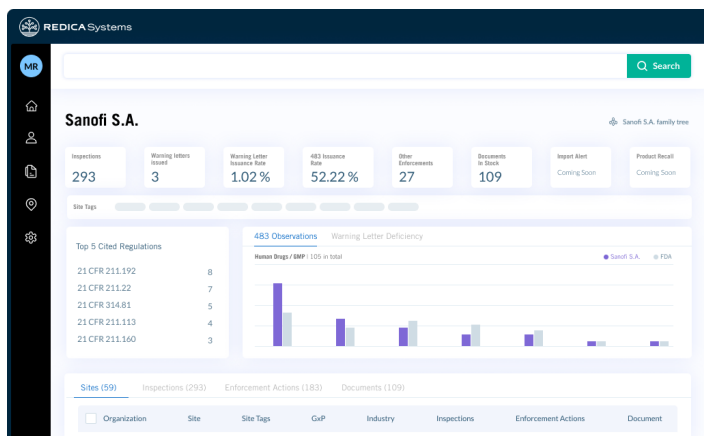 REDICA Systems
MR
Search
Sanofi S.A.
Sanofi S.A. family tree
Inspections
293
Warning letters Issued
3
Warning Letter Issuance Rate
1.02 %
483 Issuance Rate
52.22 %
Other Enforcements
27
Documents In Stock
109
Import Alert
Coming Soon
Product Recall
Coming Soon
Site Tags
Top 5 Cited Regulations
21 CFR 211.192 8
21 CFR 211.22 7
21 CFR 314.81 5
21 CFR 211.113 4
21 CFR 211.160 3
483 Observations Warning Letter Deficiency
Human Drugs / GMP : 105 in total
Sanofi S.A. FDA
Sites (59) Inspections (293) Enforcement Actions (183) Documents (109)
Organization Site Site Tags GxP Industry Inspections Enforcement Actions Document